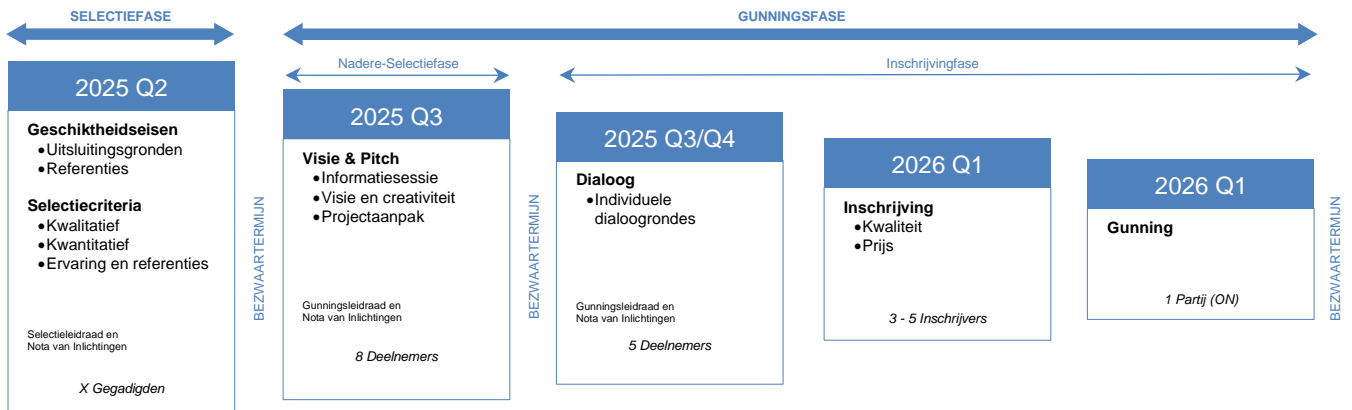 SELECTIEFASE
GUNNINGSFASE
Nadere-Selectiefase
Inschrijvingfase
2025 Q2
Geschiktheidseisen
•Uitsluitingsgronden
•Referenties
Selectiecriteria
•Kwalitatief
•Kwantitatief
•Ervaring en referenties
Selectieleidraad en
Nota van Inlichtingen
X Gegadigden
BEZWAARTERMIJN
2025 Q3
Visie & Pitch
•Informatiesessie
•Visie en creativiteit
•Projectaanpak
Gunningsleidraad en
Nota van Inlichtingen
8 Deelnemers
BEZWAARTERMIJN
2025 Q3/Q4
Dialoog
•Individuele
dialoogrondes
Gunningsleidraad en
Nota van Inlichtingen
5 Deelnemers
2026 Q1
Inschrijving
•Kwaliteit
•Prijs
3 - 5 Inschrijvers
2026 Q1
Gunning
1 Partij (ON)
BEZWAARTERMIJN